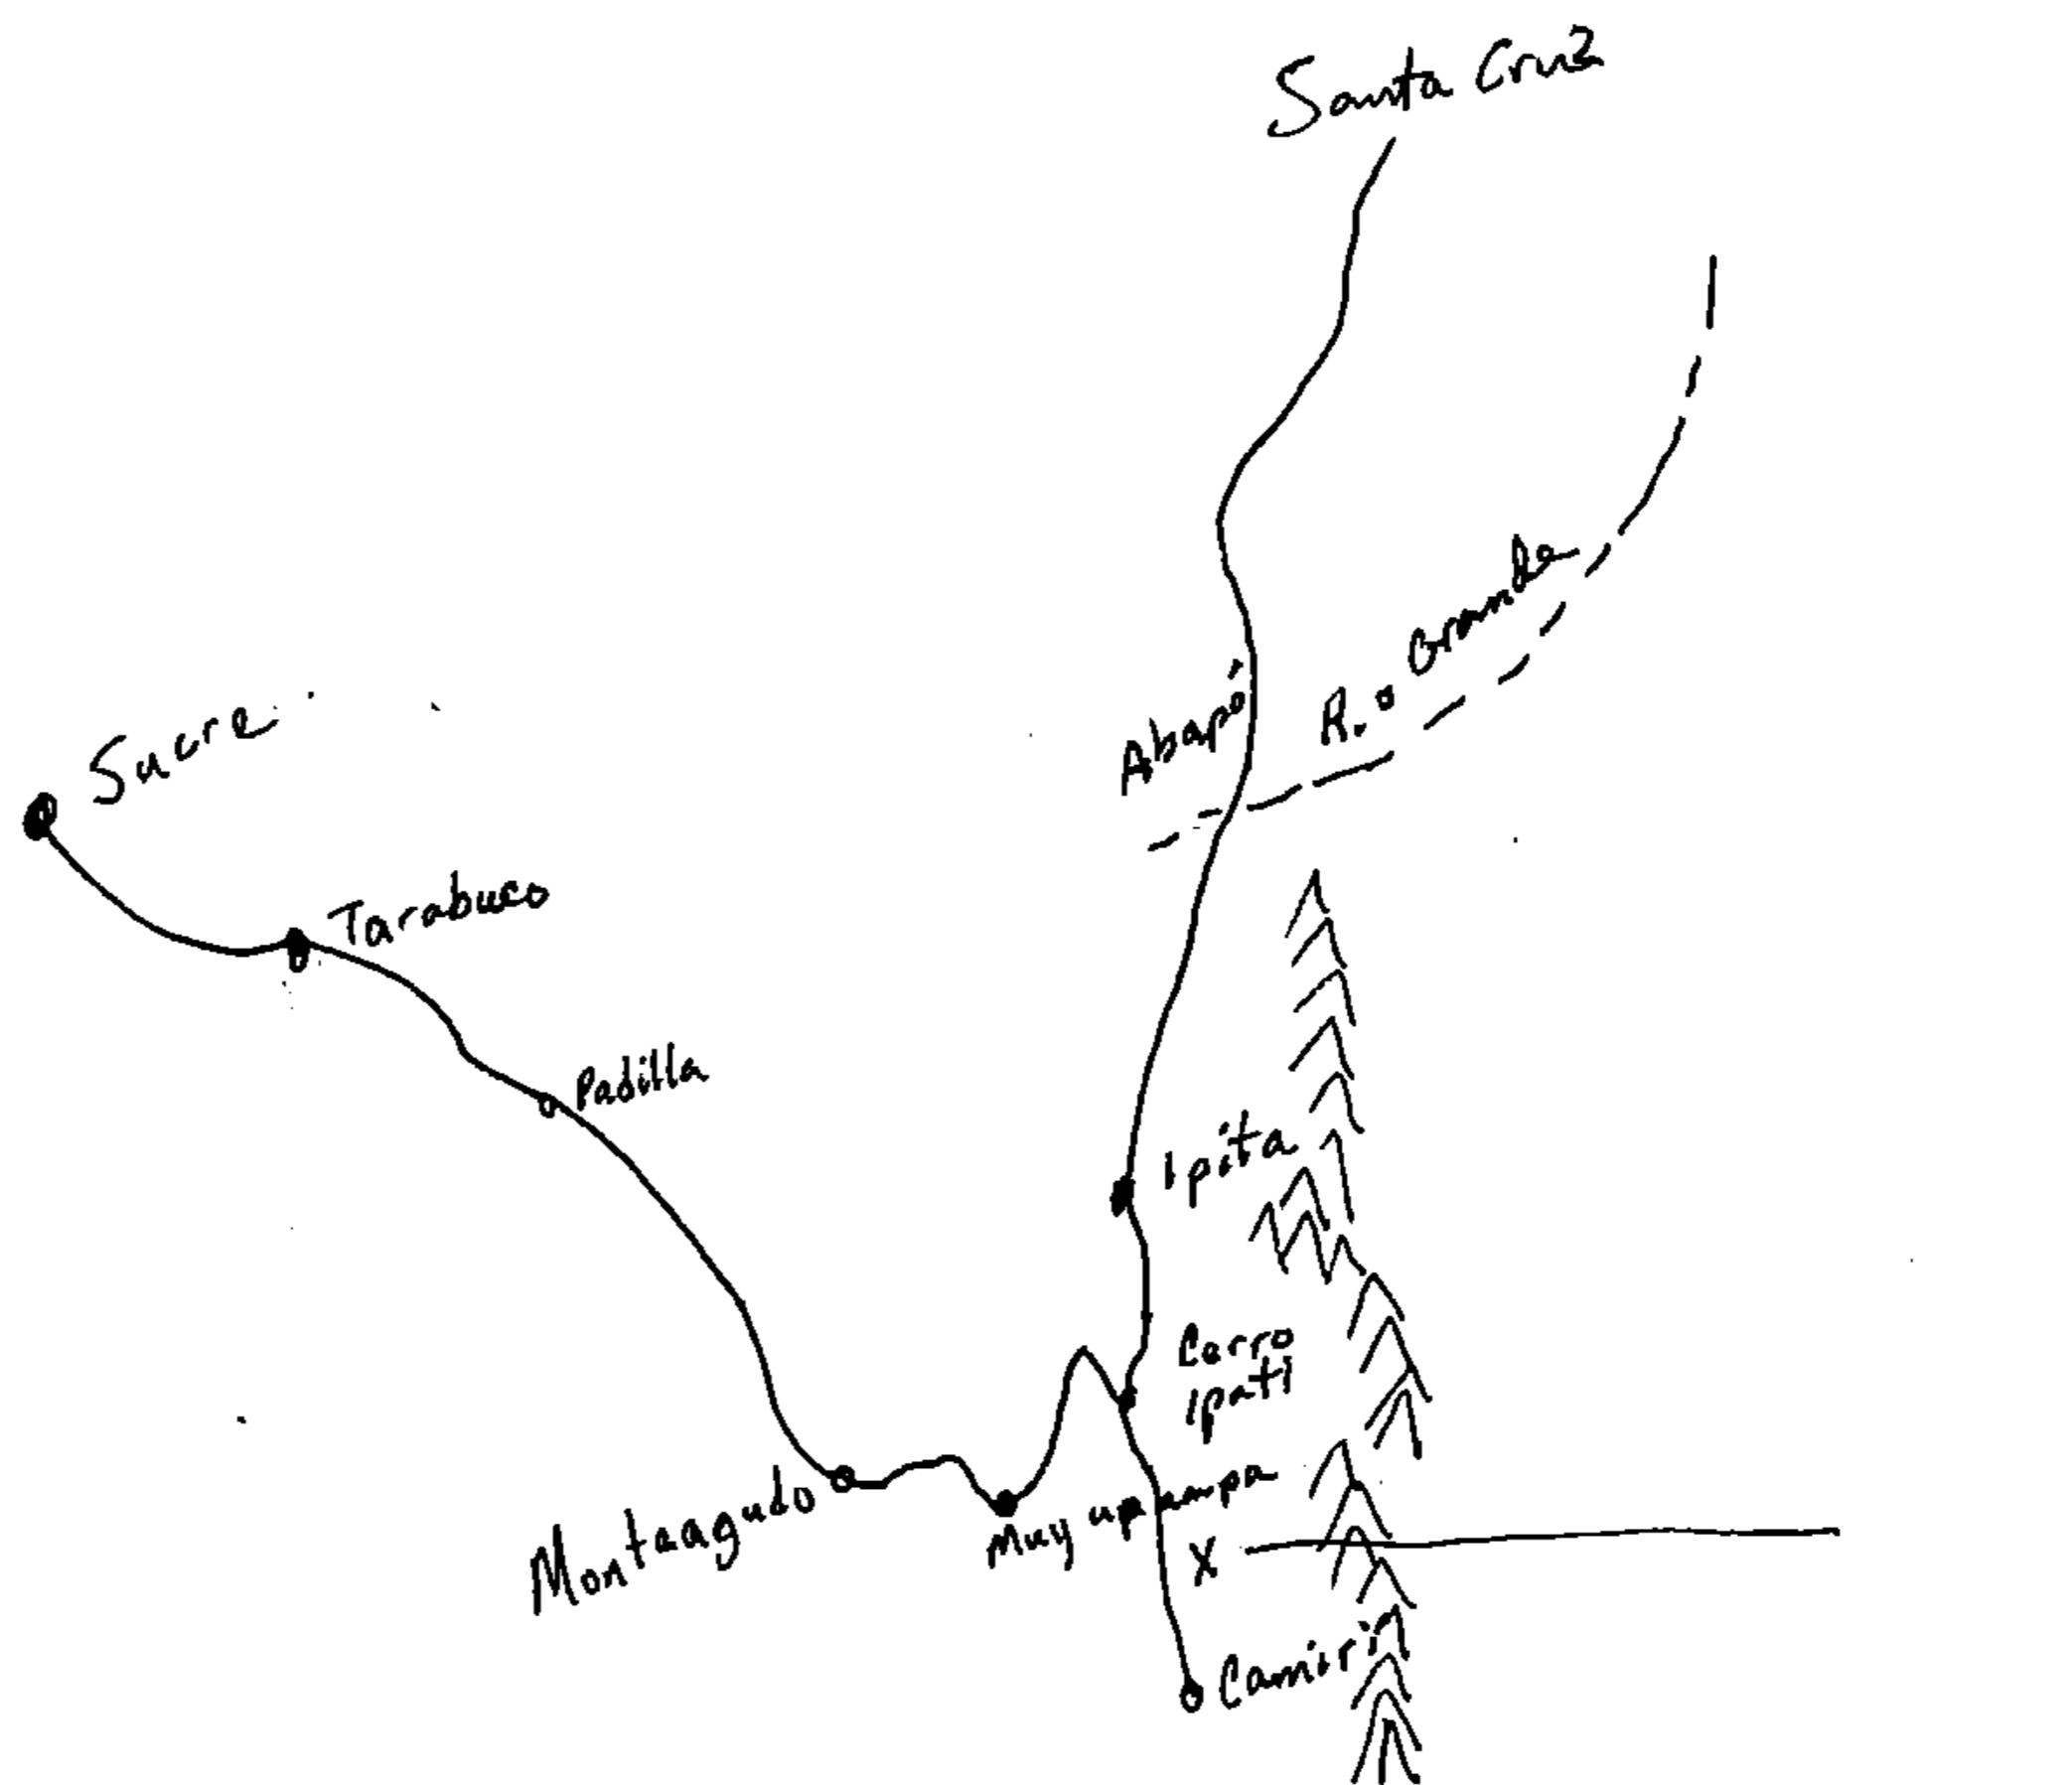 Santa Cruz
R.o Grande
Abapó
Sucre
Tarabuco
Padilla
Ipita
Cerro
Ipati
Monteagudo
Muyupampa
X
Camiri